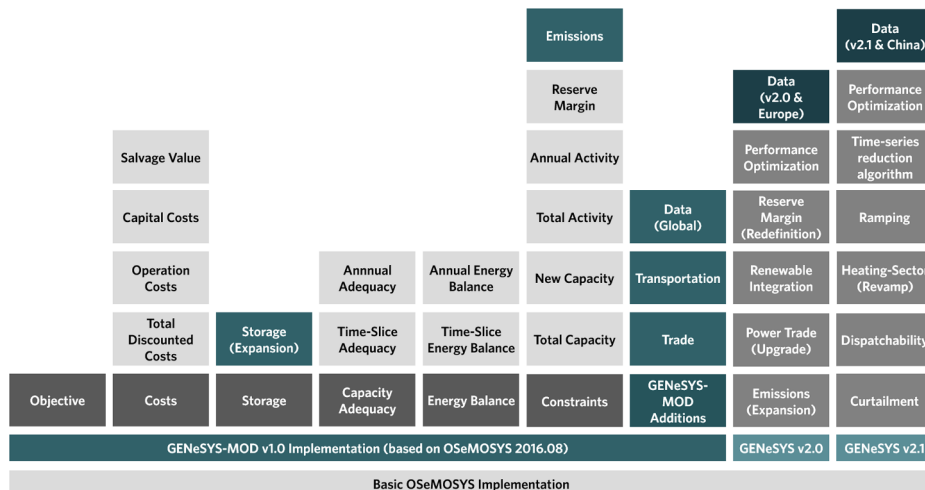 Emissions
Data
(v2.1 & China)
Reserve
Margin
Data
(v2.0 &
Europe)
Performance
Optimization
Salvage Value
Annual Activity
Performance
Optimization
Time-series
reduction
algorithm
Capital Costs
Total Activity
Data
(Global)
Reserve
Margin
(Redefinition)
Ramping
Operation
Costs
Annnual
Adequacy
Annual Energy
Balance
New Capacity
Transportation
Renewable
Integration
Heating-Sector
(Revamp)
Total
Discounted
Costs
Storage
(Expansion)
Time-Slice
Adequacy
Time-Slice
Energy Balance
Total Capacity
Trade
Power Trade
(Upgrade)
Dispatchability
Objective
Costs
Storage
Capacity
Adequacy
Energy Balance
Constraints
GENeSYS-
MOD
Additions
Emissions
(Expansion)
Curtailment
GENeSYS-MOD v1.0 Implementation (based on OSeMOSYS 2016.08)
GENeSYS v2.0
GENeSYS v2.1
Basic OSeMOSYS Implementation